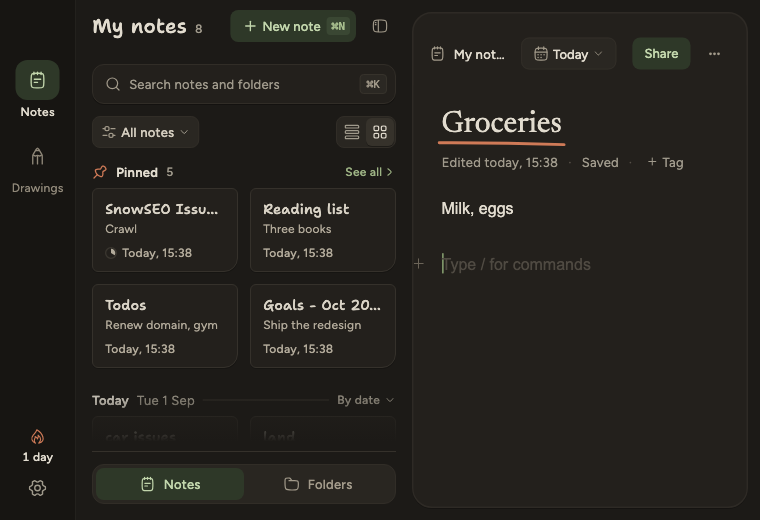 Notes
Drawings
1 day
My notes 8
+ New note ⌘N
Search notes and folders ⌘K
All notes
Pinned 5
See all
SnowSEO Issu...
Crawl
Today, 15:38
Reading list
Three books
Today, 15:38
Todos
Renew domain, gym
Today, 15:38
Goals - Oct 20...
Ship the redesign
Today, 15:38
Today Tue 1 Sep
By date
car issues
land
Notes
Folders
My not...
Today
Share
Groceries
Edited today, 15:38 · Saved · + Tag
Milk, eggs
Type / for commands